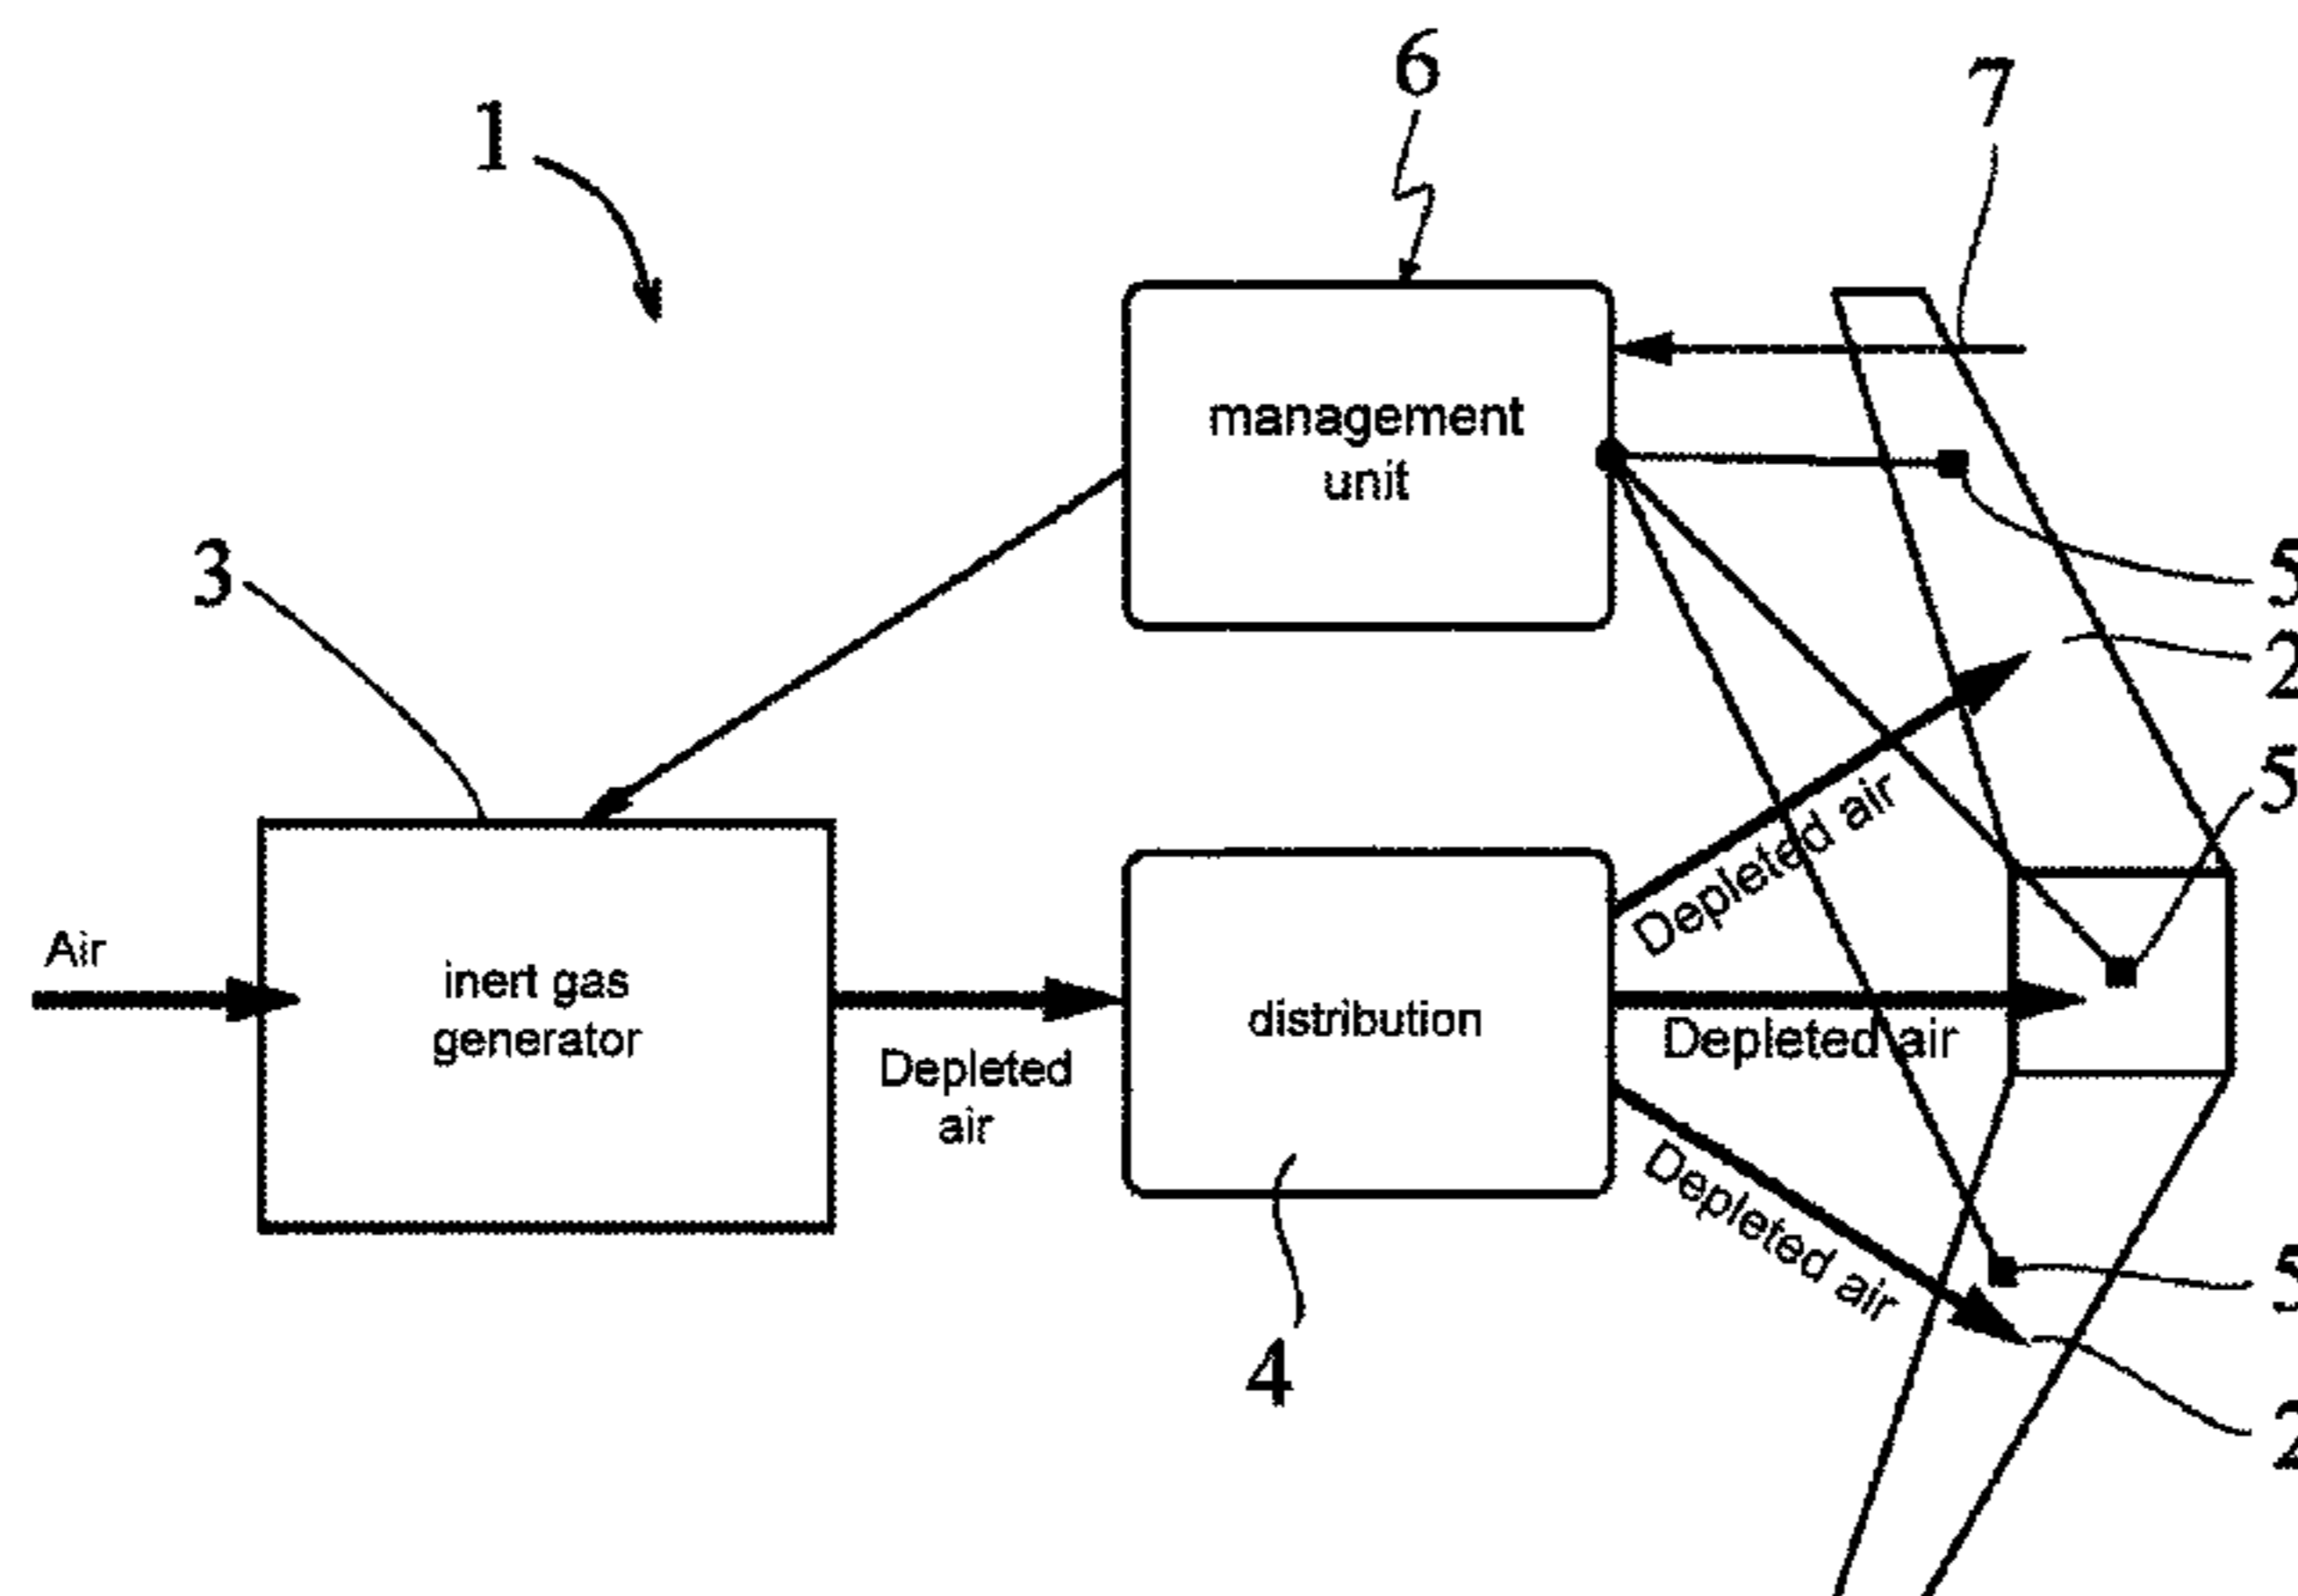 6
7
1
management
unit
3
5
2
5
Air
inert gas
generator
Depleted
air
distribution
Depleted air
Depleted air
Depleted air
4
5
2